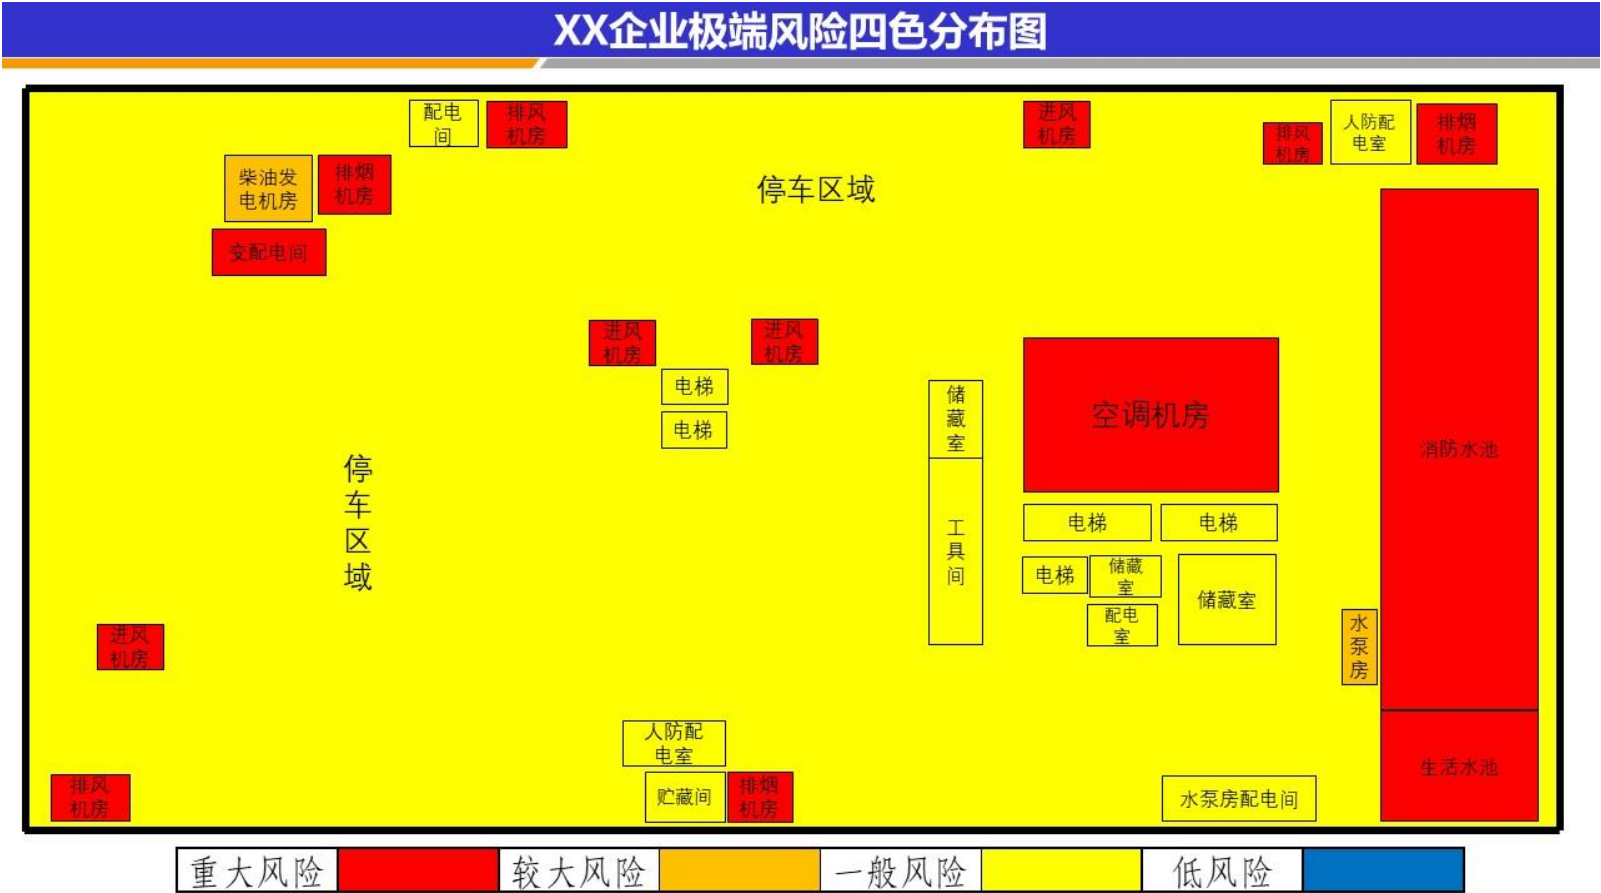 XX企业极端风险四色分布图
配电
间
排风
机房
进风
机房
排风
机房
人防配
电室
排烟
机房
柴油发
电机房
排烟
机房
停车区域
变配电间
进风
机房
进风
机房
电梯
电梯
储
藏
室
空调机房
消防水池
停
车
区
域
工
具
间
电梯
电梯
电梯
储藏
室
储藏室
配电
室
水
泵
房
进风
机房
人防配
电室
排风
机房
贮藏间
排烟
机房
水泵房配电间
生活水池
重大风险
较大风险
一般风险
低风险